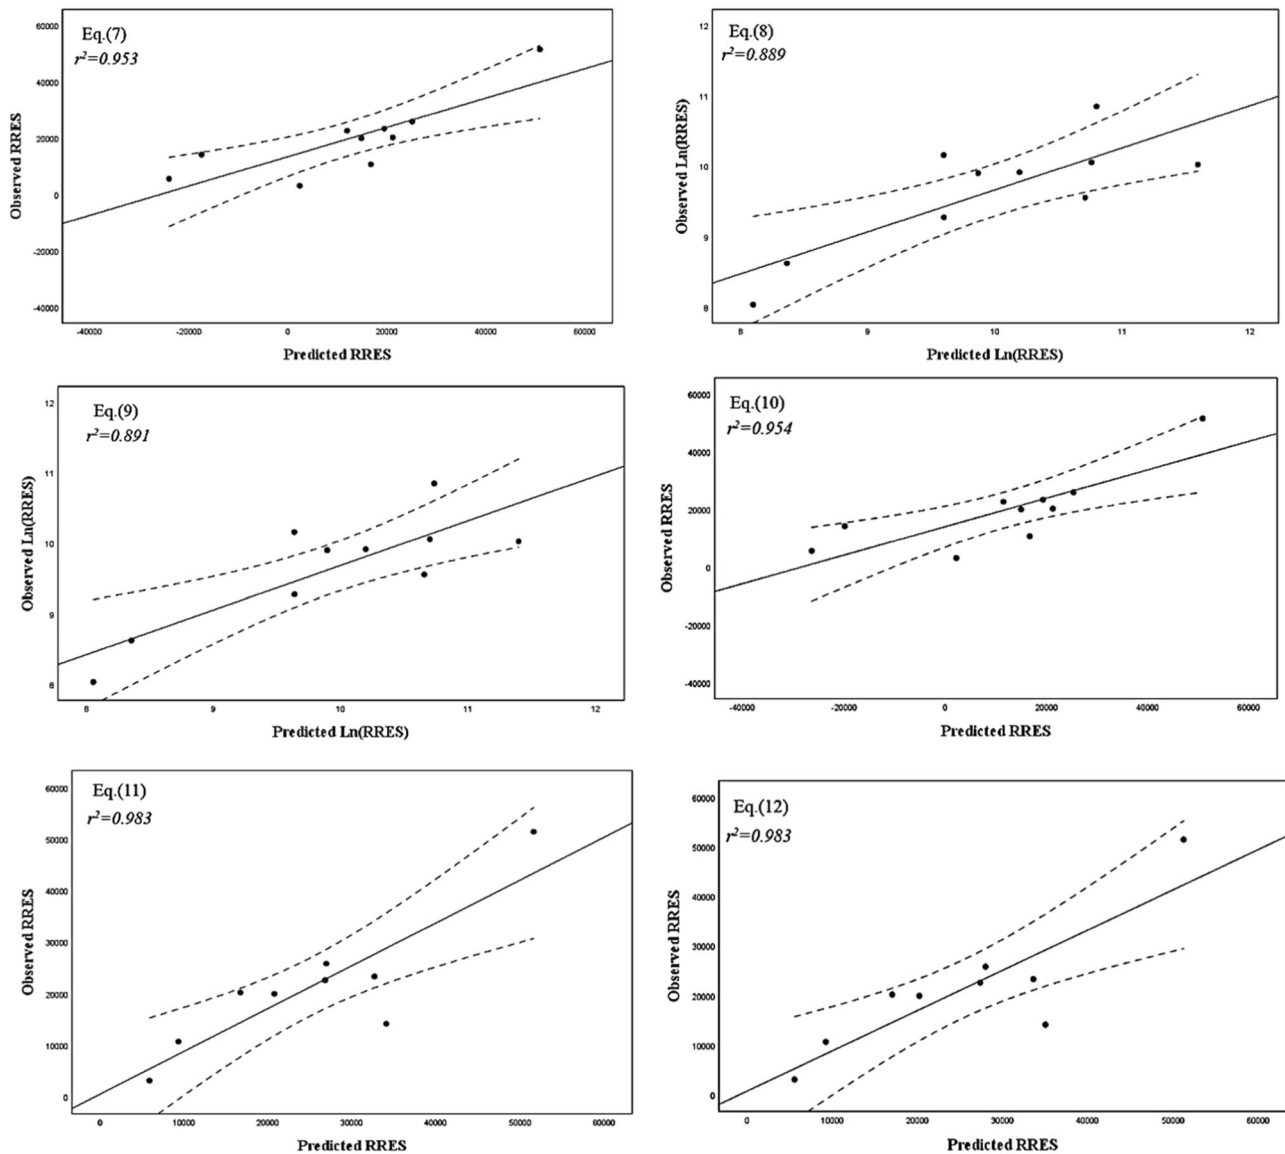 Eq.(7)
r²=0.953
Observed RRES
60000
40000
20000
0
-20000
-40000
-40000 -20000 0 20000 40000 60000
Predicted RRES
Eq.(8)
r²=0.889
Observed Ln(RRES)
12
11
10
9
8
8 9 10 11 12
Predicted Ln(RRES)
Eq.(9)
r²=0.891
Observed Ln(RRES)
12
11
10
9
8
8 9 10 11 12
Predicted Ln(RRES)
Eq.(10)
r²=0.954
Observed RRES
60000
40000
20000
0
-20000
-40000
-40000 -20000 0 20000 40000 60000
Predicted RRES
Eq.(11)
r²=0.983
Observed RRES
60000
50000
40000
30000
20000
10000
0
0 10000 20000 30000 40000 50000 60000
Predicted RRES
Eq.(12)
r²=0.983
Observed RRES
60000
50000
40000
30000
20000
10000
0
0 10000 20000 30000 40000 50000 60000
Predicted RRES